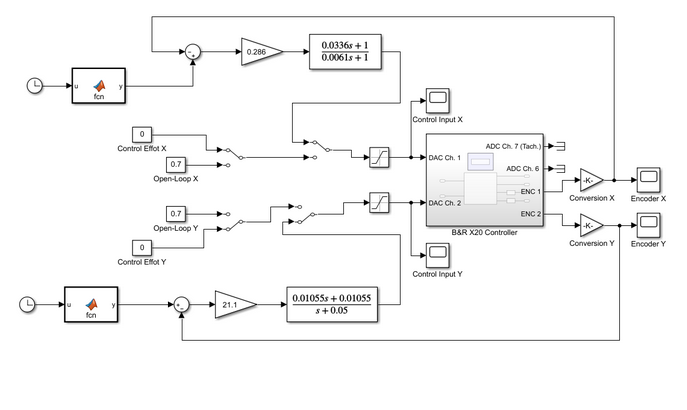 0.0336s + 1
0.0061s + 1
0.286
u
fcn
y
Control Input X
0
Control Effot X
0.7
Open-Loop X
DAC Ch. 1
ADC Ch. 7 (Tach.)
ADC Ch. 6
ENC 1
-K-
Conversion X
Encoder X
0.7
Open-Loop Y
DAC Ch. 2
ENC 2
-K-
B&R X20 Controller
Conversion Y
Encoder Y
0
Control Effot Y
Control Input Y
u
fcn
y
21.1
0.01055s + 0.01055
s + 0.05